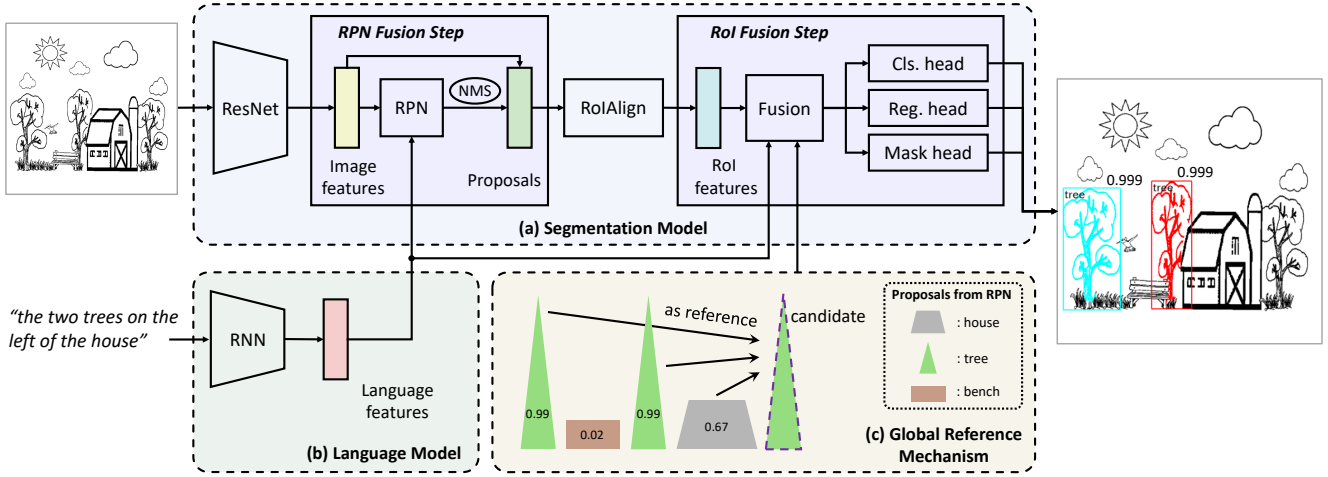 RPN Fusion Step
RoI Fusion Step
ResNet
RPN
NMS
RoIAlign
Fusion
Cls. head
Reg. head
Mask head
Image
features
Proposals
RoI
features
(a) Segmentation Model
tree
0.999
tree
0.999
"the two trees on the
left of the house"
RNN
Language
features
(b) Language Model
as reference
candidate
0.99
0.02
0.99
0.67
Proposals from RPN
: house
: tree
: bench
(c) Global Reference
Mechanism